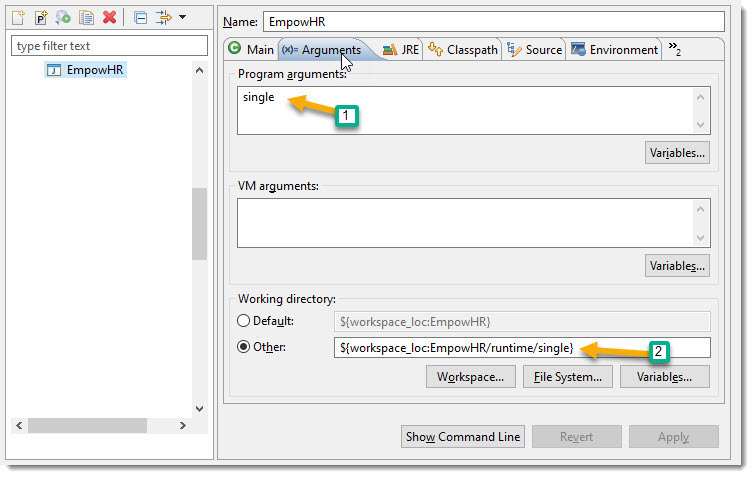 type filter text
EmpowHR
Name: EmpowHR
Main (x)= Arguments JRE Classpath Source Environment »2
Program arguments:
single
1
Variables...
VM arguments:
Variables...
Working directory:
Default: ${workspace_loc:EmpowHR}
Other: ${workspace_loc:EmpowHR/runtime/single}
2
Workspace... File System... Variables...
Show Command Line Revert Apply